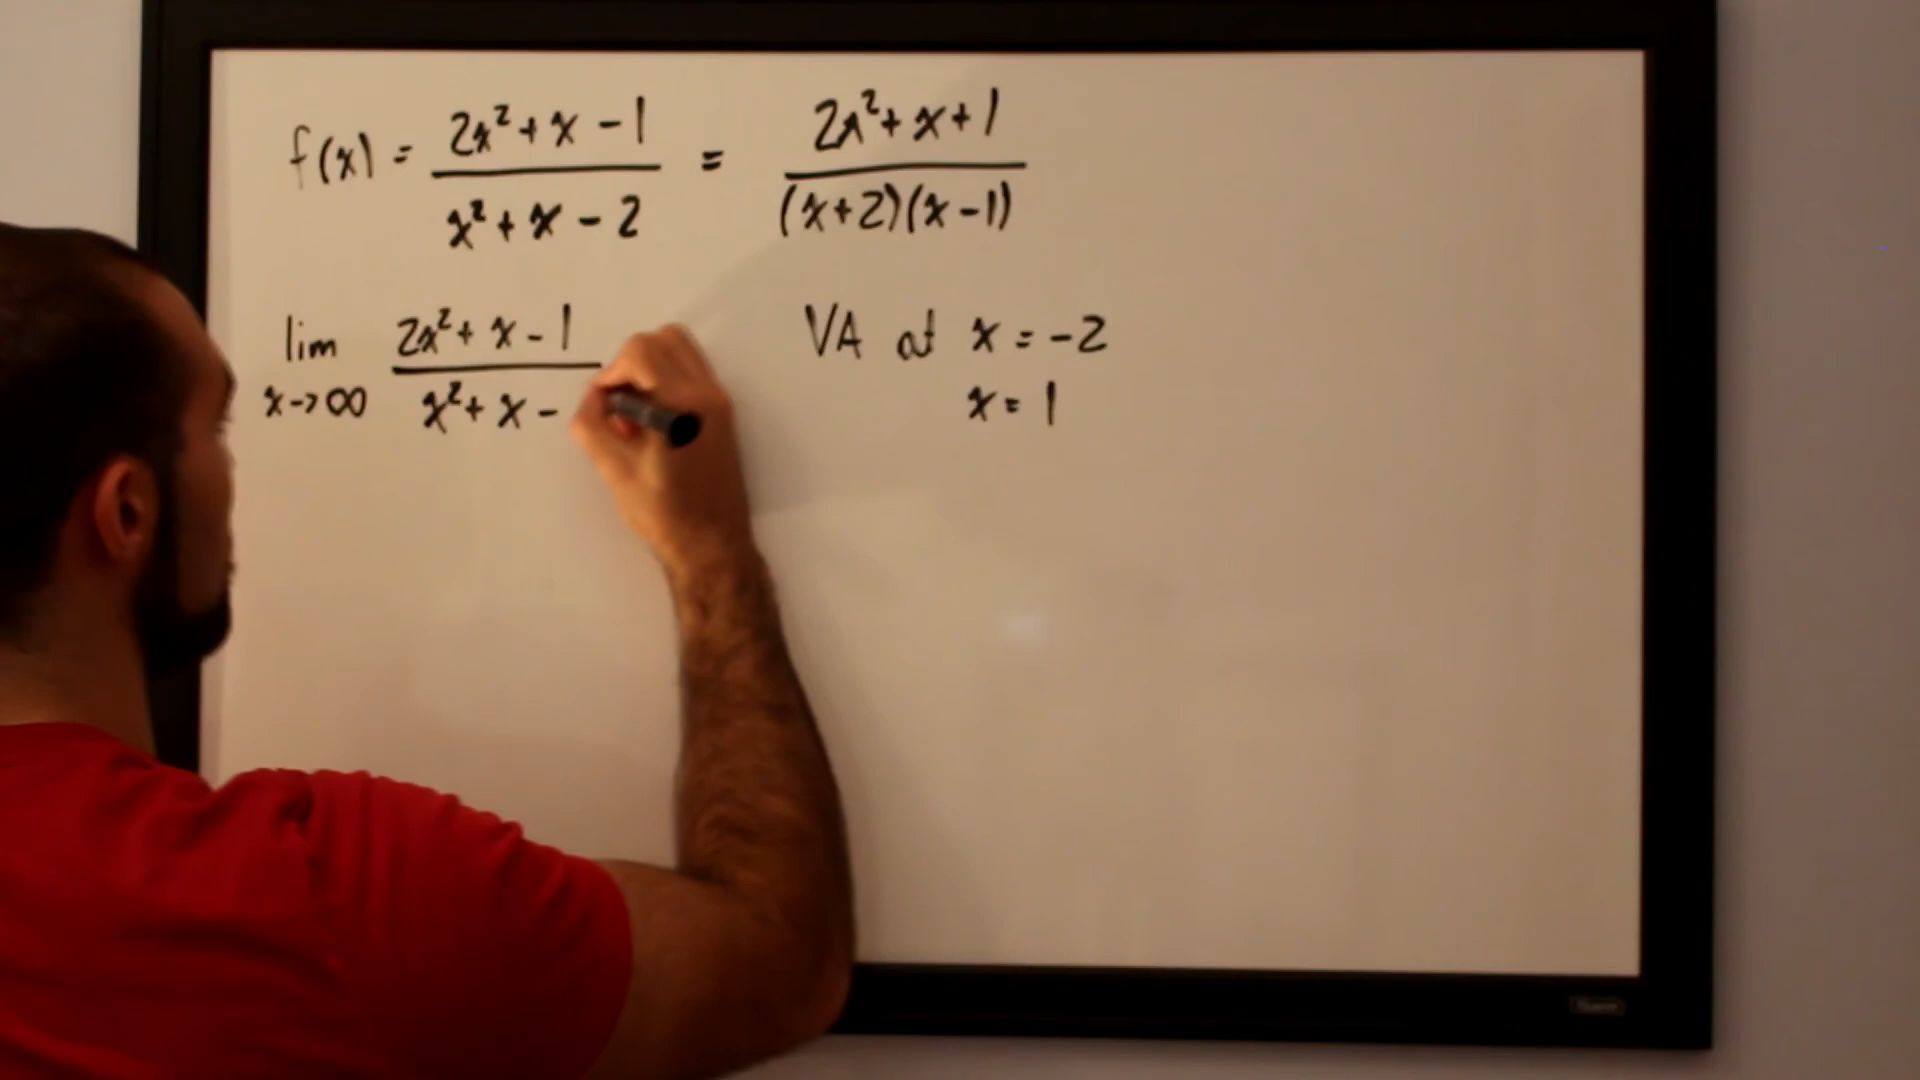 f(x) = (2x² + x - 1)/(x² + x - 2) = (2x² + x + 1)/((x+2)(x-1))
lim x→∞ (2x² + x - 1)/(x² + x -
VA at x = -2
x = 1